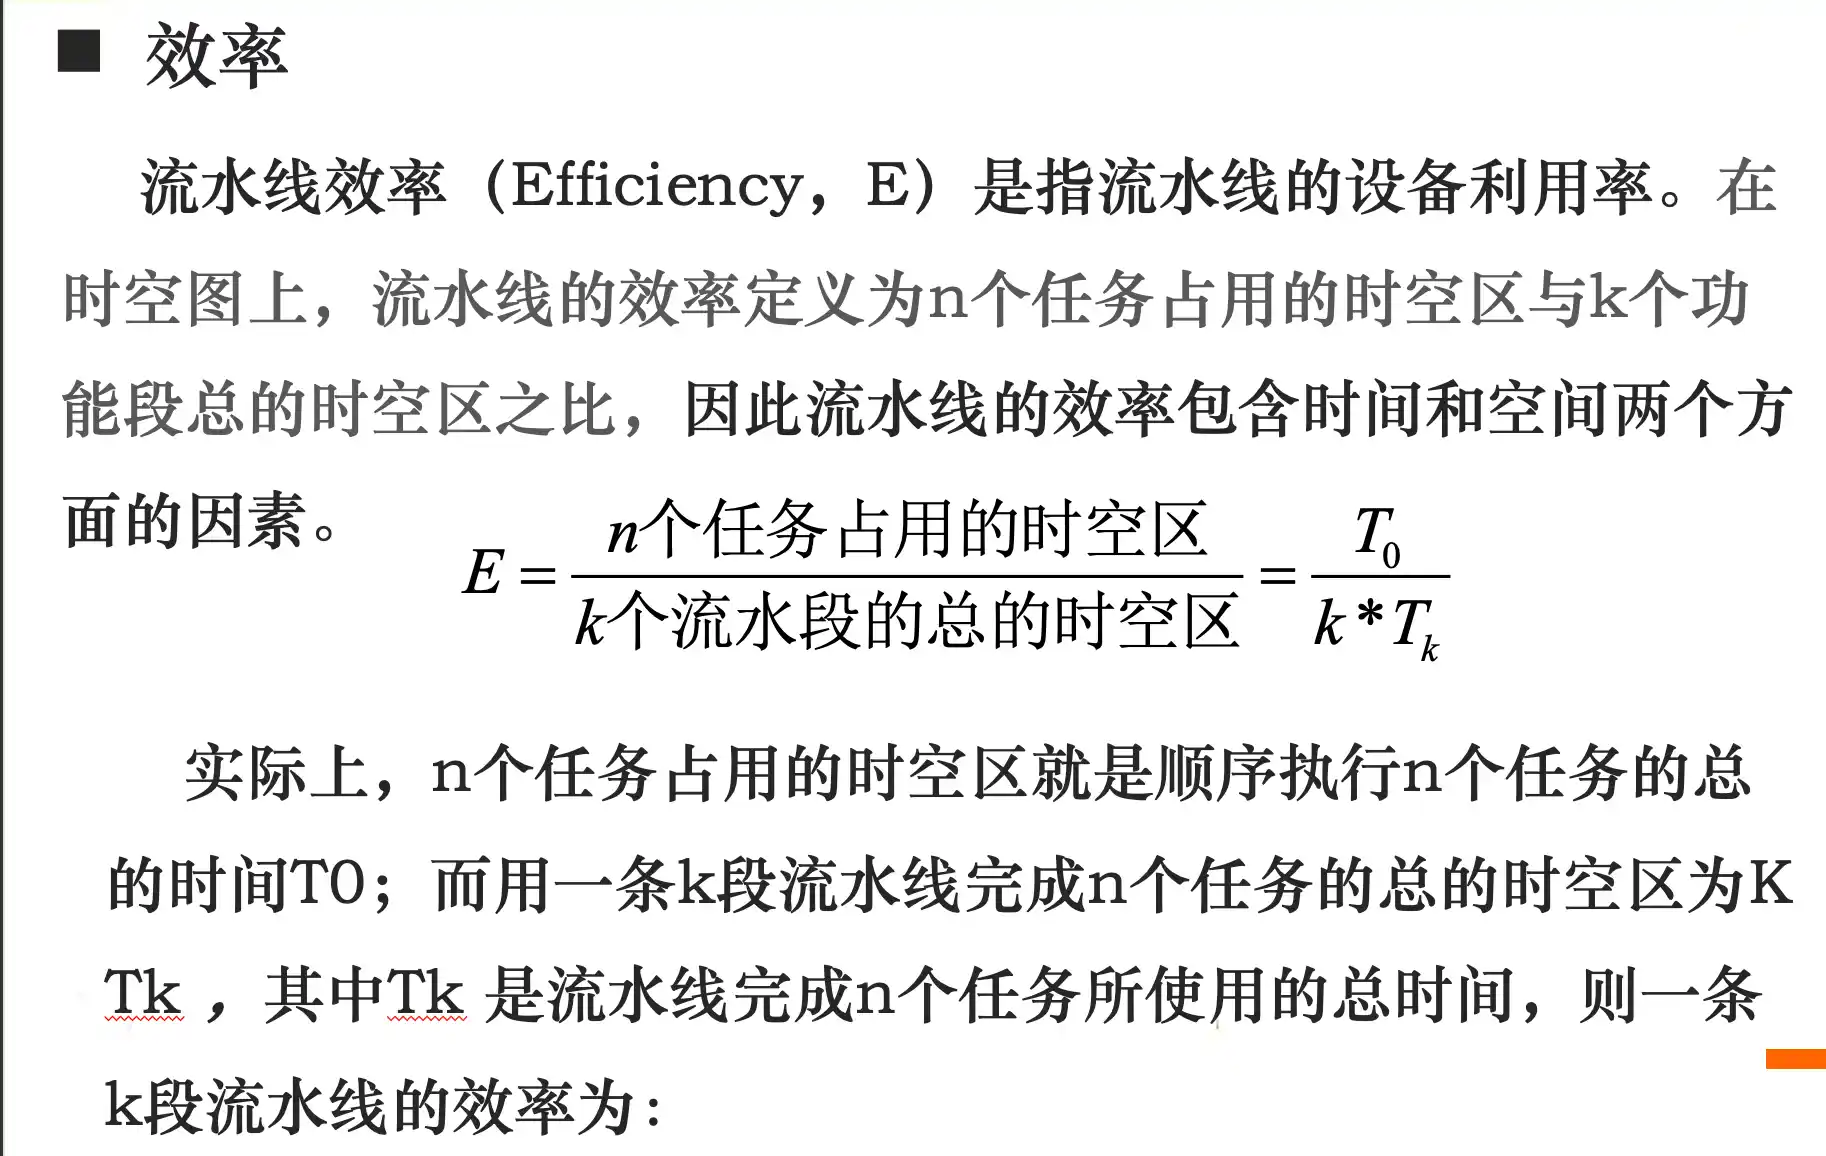 ■ 效率
流水线效率（Efficiency，E）是指流水线的设备利用率。在
时空图上，流水线的效率定义为n个任务占用的时空区与k个功
能段总的时空区之比，因此流水线的效率包含时间和空间两个方
面的因素。
E = n个任务占用的时空区 / k个流水段的总的时空区 = T₀ / k*Tₖ
实际上，n个任务占用的时空区就是顺序执行n个任务的总
的时间T0；而用一条k段流水线完成n个任务的总的时空区为K
Tk ，其中Tk 是流水线完成n个任务所使用的总时间，则一条
k段流水线的效率为：